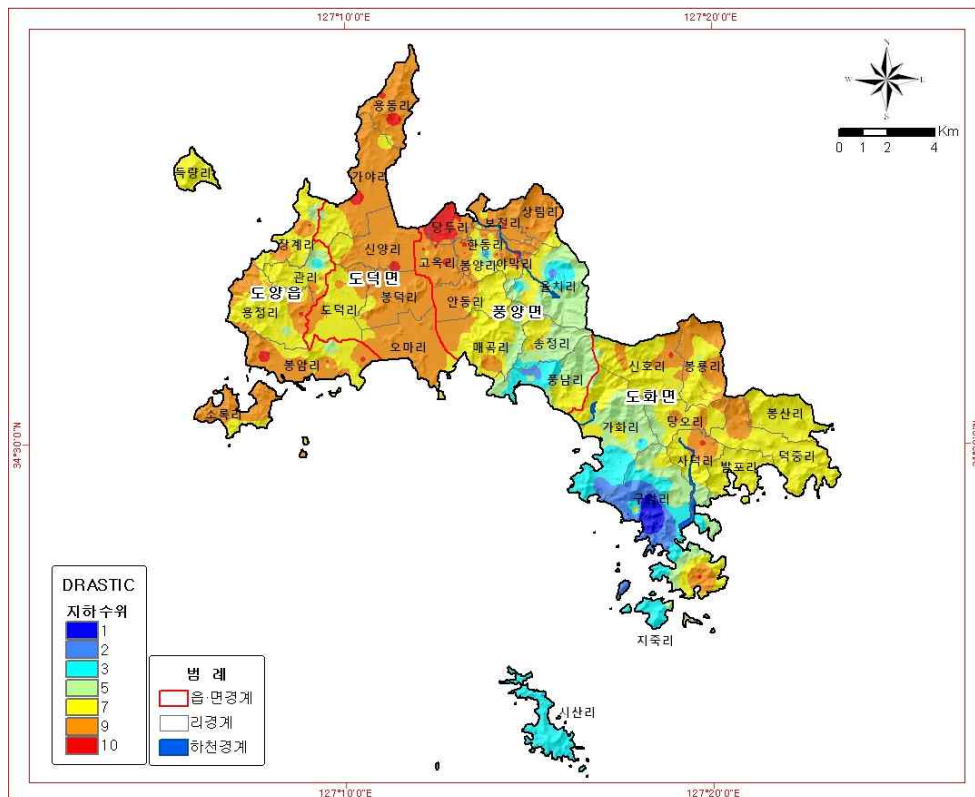 127°10'0"E
127°20'0"E
N
W
E
S
Km
0 1 2 4
용동리
득량리
가야리
상림리
당두리
보천리
장계리
신양리
한동리
고옥리
봉양리
야막리
관리
도덕면
율치리
도양읍
봉덕리
안동리
용정리
도덕리
풍양면
오마리
매곡리
송정리
봉암리
신호리
봉룡리
풍남리
도화면
소록리
당오리
봉산리
가화리
34°30'0"N
덕중리
사덕리
발포리
구암리
지죽리
시산리
DRASTIC
지하수위
1
2
3
5
7
9
10
범 례
읍·면경계
리경계
하천경계
127°10'0"E
127°20'0"E